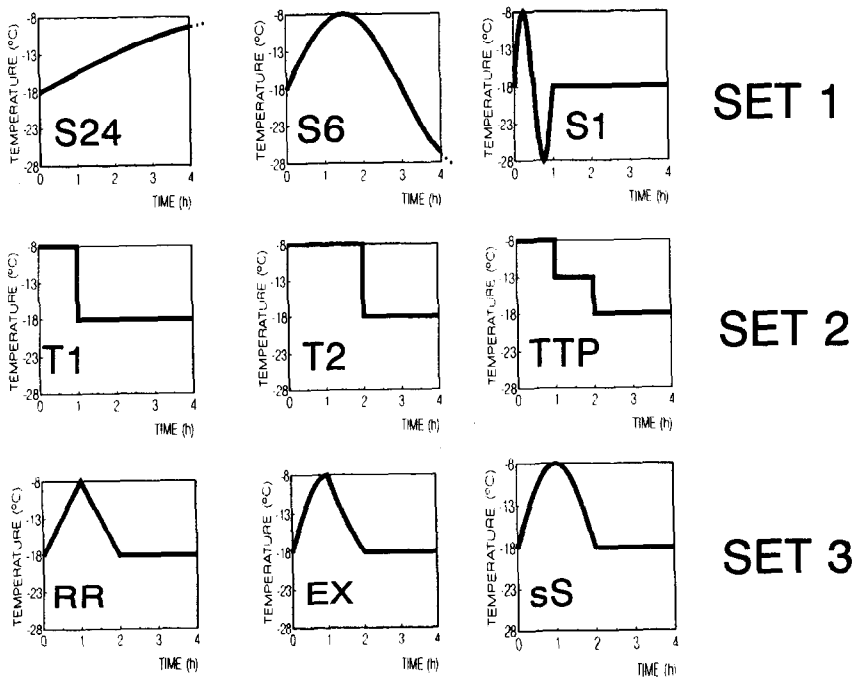 TEMPERATURE (°C)
-8
-13
-18
-23
-28
S24
0 1 2 3 4
TIME (h)
TEMPERATURE (°C)
-8
-13
-18
-23
-28
S6
0 1 2 3 4
TIME (h)
TEMPERATURE (°C)
-8
-13
-18
-23
-28
S1
0 1 2 3 4
TIME (h)
SET 1
TEMPERATURE (°C)
-8
-13
-18
-23
-28
T1
0 1 2 3 4
TIME (h)
TEMPERATURE (°C)
-8
-13
-18
-23
-28
T2
0 1 2 3 4
TIME (h)
TEMPERATURE (°C)
-8
-13
-18
-23
-28
TTP
0 1 2 3 4
TIME (h)
SET 2
TEMPERATURE (°C)
-8
-13
-18
-23
-28
RR
0 1 2 3 4
TIME (h)
TEMPERATURE (°C)
-8
-13
-18
-23
-28
EX
0 1 2 3 4
TIME (h)
TEMPERATURE (°C)
-8
-13
-18
-23
-28
sS
0 1 2 3 4
TIME (h)
SET 3